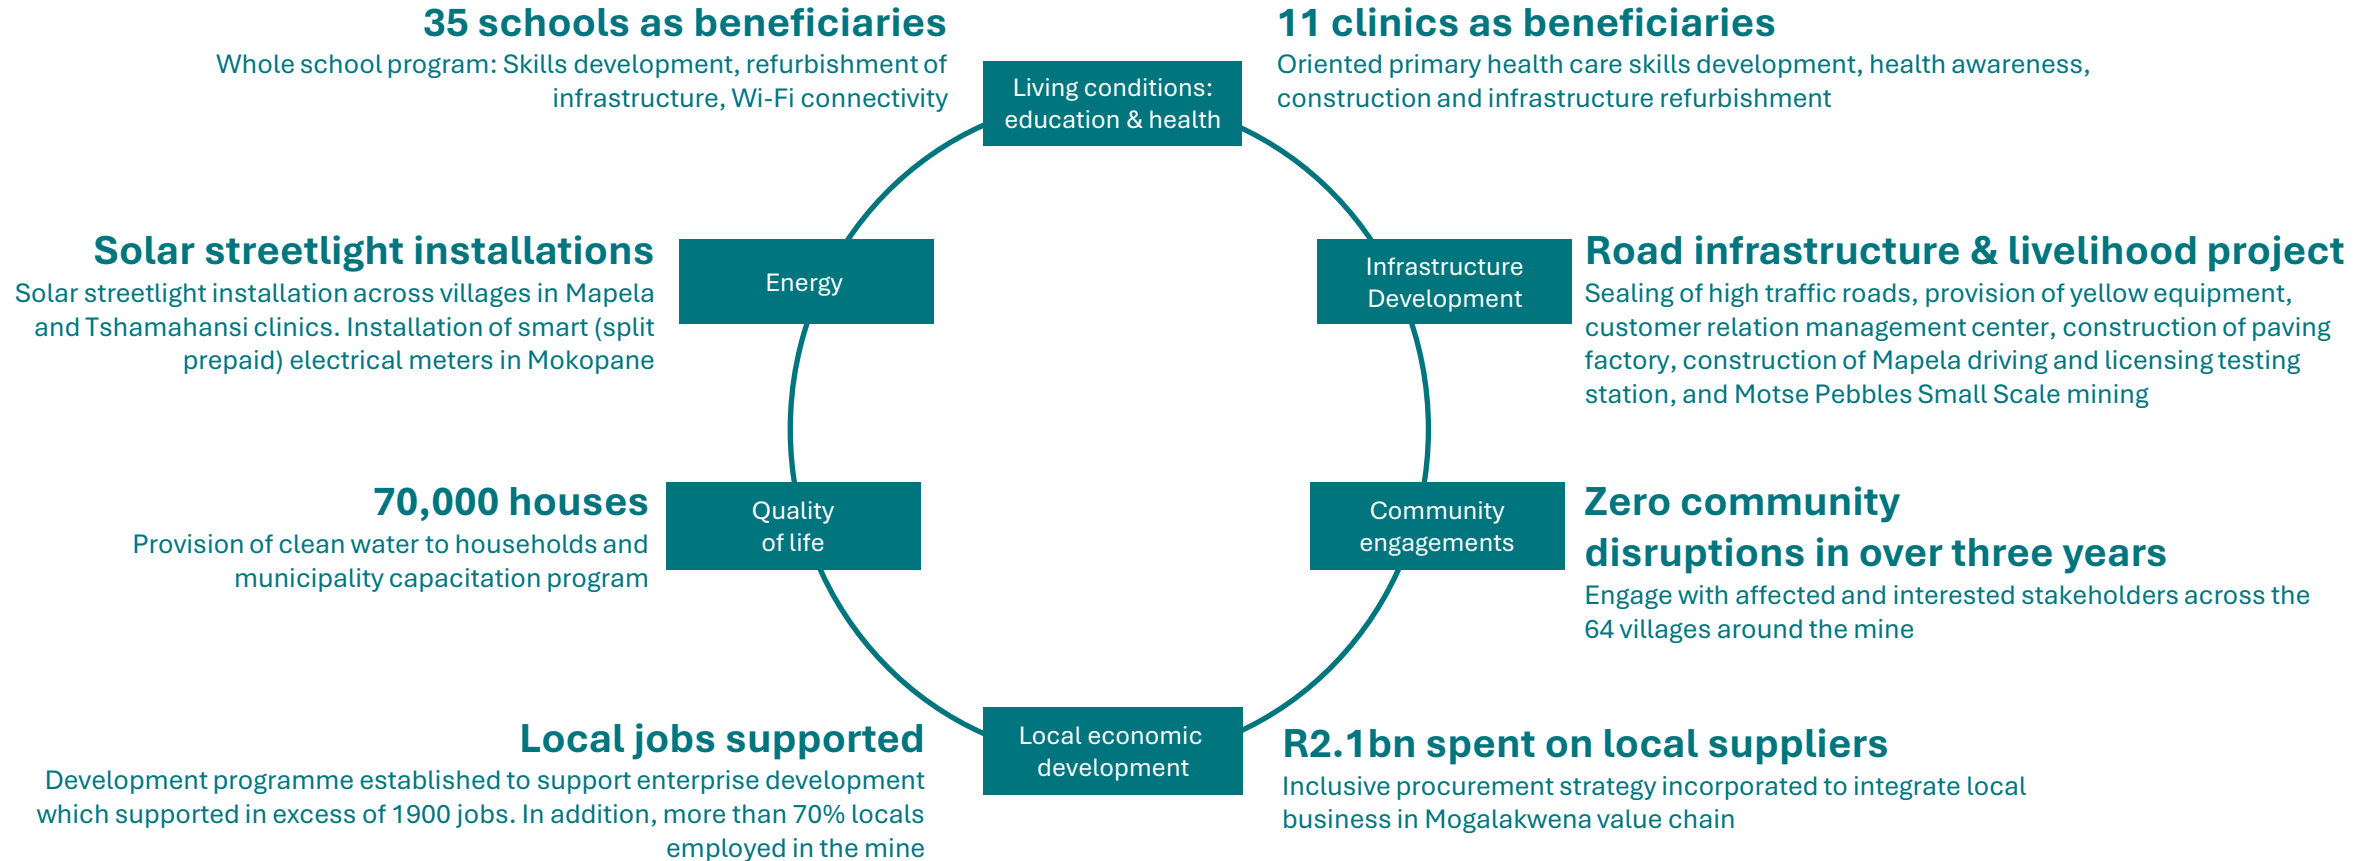 35 schools as beneficiaries
Whole school program: Skills development, refurbishment of
infrastructure, Wi-Fi connectivity
Living conditions:
education & health
11 clinics as beneficiaries
Oriented primary health care skills development, health awareness,
construction and infrastructure refurbishment
Solar streetlight installations
Solar streetlight installation across villages in Mapela
and Tshamahansi clinics. Installation of smart (split
prepaid) electrical meters in Mokopane
Energy
Infrastructure
Development
Road infrastructure & livelihood project
Sealing of high traffic roads, provision of yellow equipment,
customer relation management center, construction of paving
factory, construction of Mapela driving and licensing testing
station, and Motse Pebbles Small Scale mining
70,000 houses
Provision of clean water to households and
municipality capacitation program
Quality
of life
Community
engagements
Zero community
disruptions in over three years
Engage with affected and interested stakeholders across the
64 villages around the mine
Local jobs supported
Development programme established to support enterprise development
which supported in excess of 1900 jobs. In addition, more than 70% locals
employed in the mine
Local economic
development
R2.1bn spent on local suppliers
Inclusive procurement strategy incorporated to integrate local
business in Mogalakwena value chain